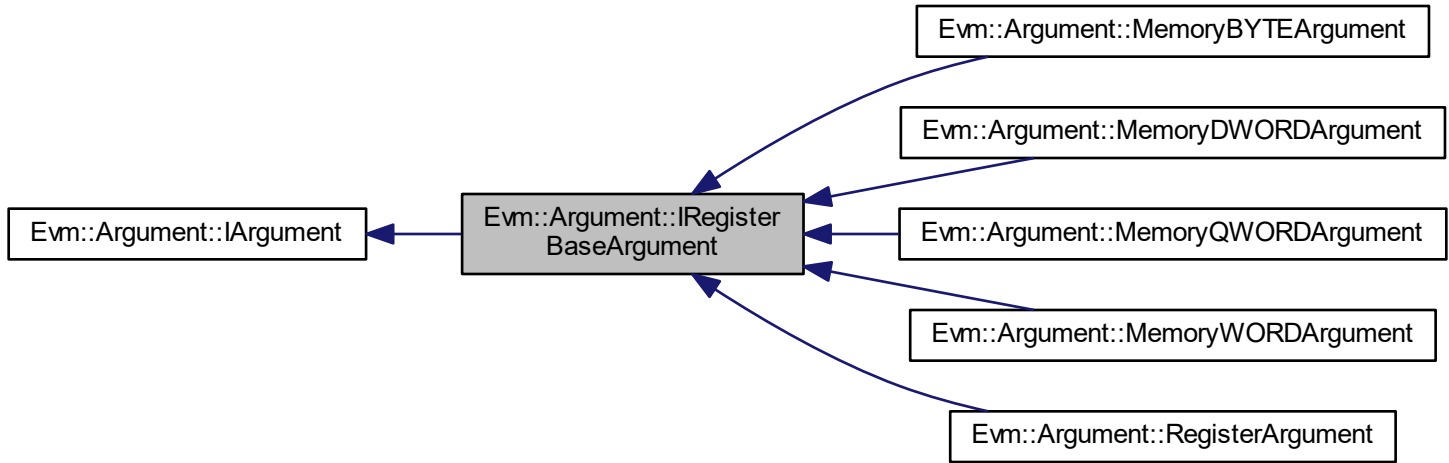 Evm::Argument::MemoryBYTEArgument
Evm::Argument::MemoryDWORDArgument
Evm::Argument::IArgument
Evm::Argument::IRegister
BaseArgument
Evm::Argument::MemoryQWORDArgument
Evm::Argument::MemoryWORDArgument
Evm::Argument::RegisterArgument